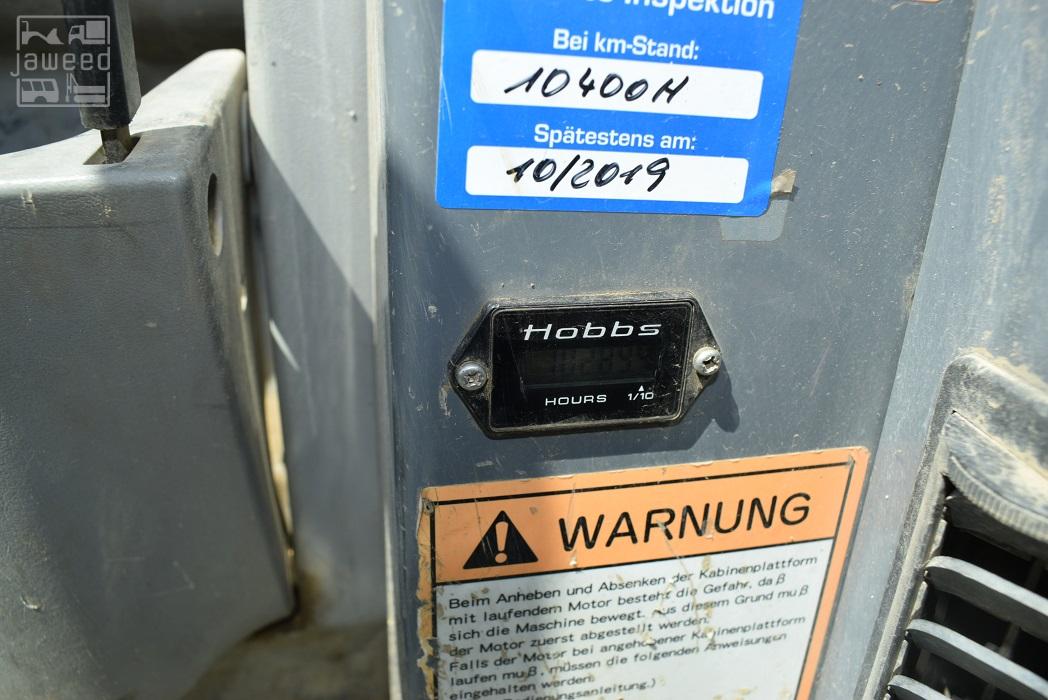 jaweed
Inspektion
Bei km-Stand:
10400H
Spätestens am:
10/2019
Hobbs
HOURS 1/10
WARNUNG
Beim Anheben und Absenken der Kabinenplattform
mit laufendem Motor besteht die Gefahr, daß
sich die Maschine bewegt. Aus diesem Grund muß
der Motor zuerst abgestellt werden.
Falls der Motor bei angehobener Kabinenplattform
laufen muß, müssen die folgenden Anweisungen
eingehalten werden.